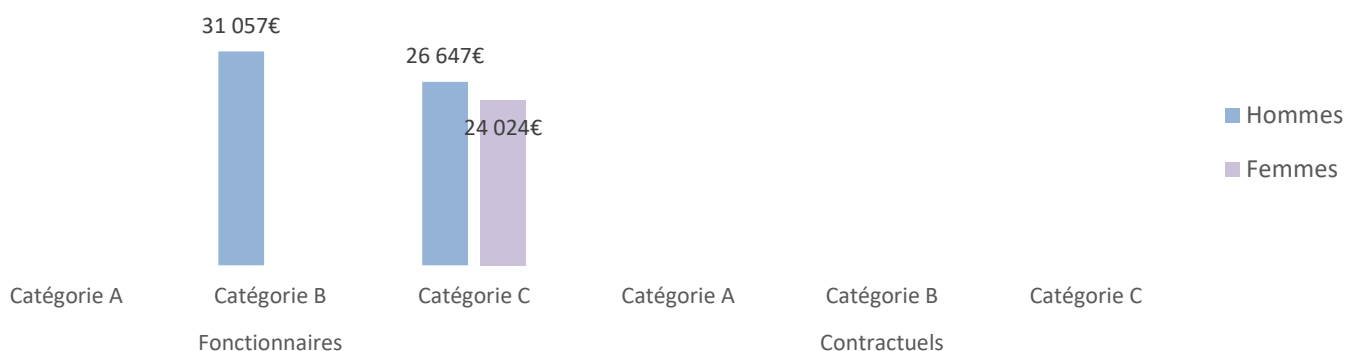 31 057€
26 647€
24 024€
Hommes
Femmes
Catégorie A
Catégorie B
Catégorie C
Catégorie A
Catégorie B
Catégorie C
Fonctionnaires
Contractuels